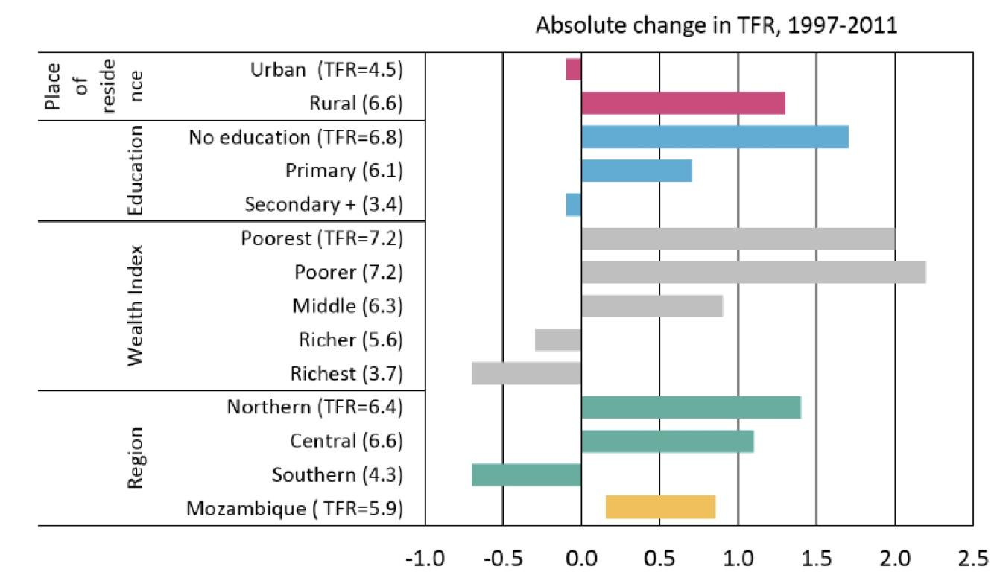 Absolute change in TFR, 1997-2011
Place
of
reside
nce
Urban (TFR=4.5)
Rural (6.6)
Education
No education (TFR=6.8)
Primary (6.1)
Secondary + (3.4)
Wealth Index
Poorest (TFR=7.2)
Poorer (7.2)
Middle (6.3)
Richer (5.6)
Richest (3.7)
Region
Northern (TFR=6.4)
Central (6.6)
Southern (4.3)
Mozambique ( TFR=5.9)
-1.0 -0.5 0.0 0.5 1.0 1.5 2.0 2.5